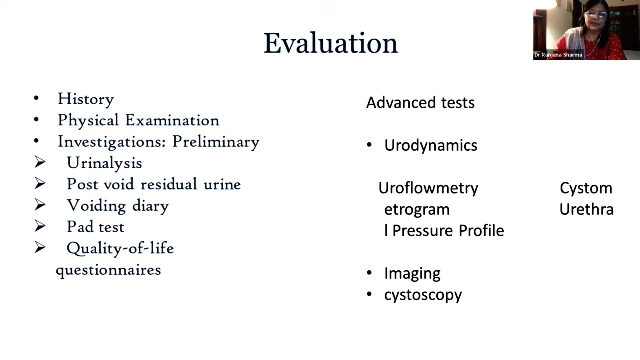 Evaluation
Dr Ranjana Sharma
• History
• Physical Examination
• Investigations: Preliminary
➢ Urinalysis
➢ Post void residual urine
➢ Voiding diary
➢ Pad test
➢ Quality-of-life
questionnaires
Advanced tests
• Urodynamics
Uroflowmetry Cystom
etrogram Urethra
l Pressure Profile
• Imaging
• cystoscopy